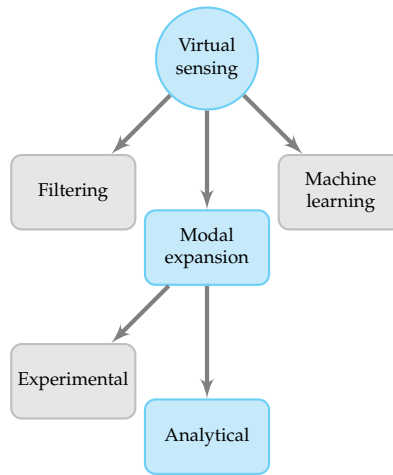 Virtual
sensing
Filtering
Machine
learning
Modal
expansion
Experimental
Analytical